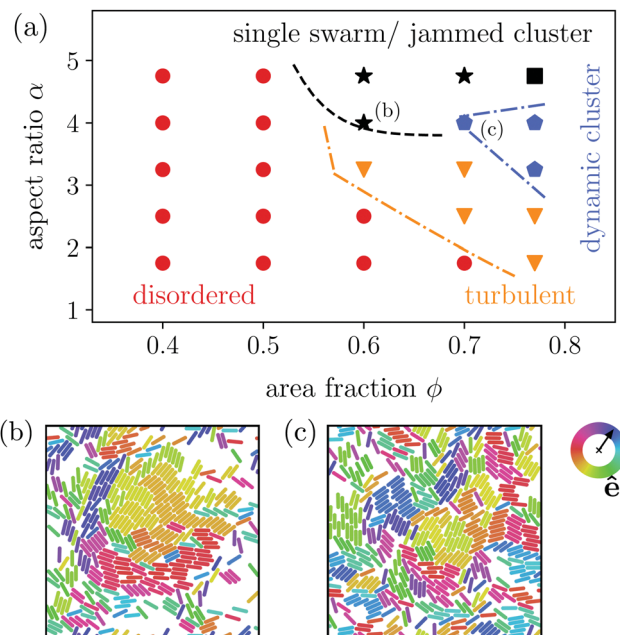 (a)
single swarm/ jammed cluster
5
4
3
2
1
aspect ratio α
(b)
(c)
dynamic cluster
disordered
turbulent
0.4 0.5 0.6 0.7 0.8
area fraction ϕ
(b)
(c)
ê